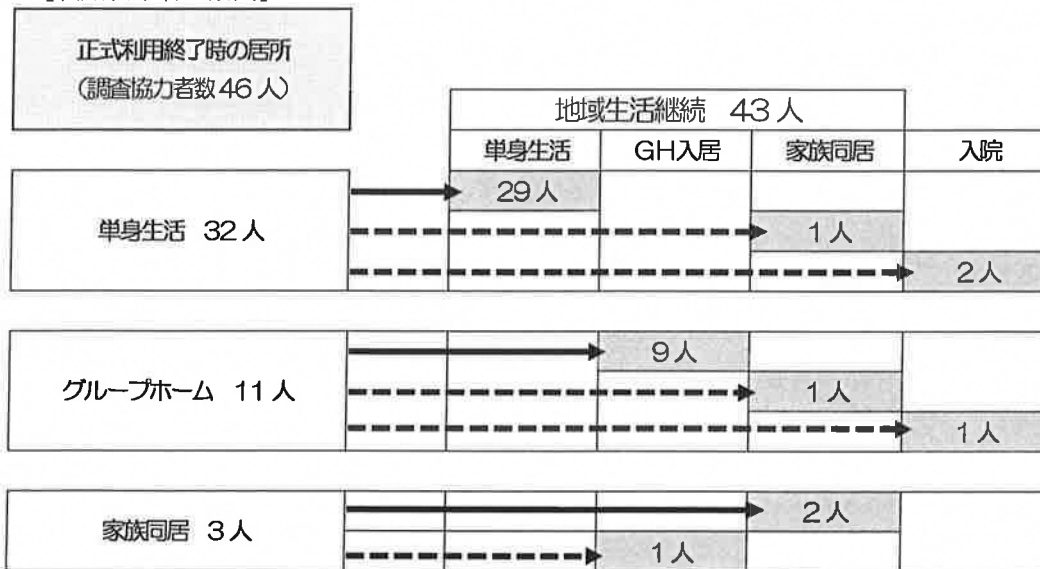 正式利用終了時の居所
(調査協力者数46人)
地域生活継続 43人
単身生活 GH入居 家族同居 入院
単身生活 32人
29人
1人
2人
グループホーム 11人
9人
1人
1人
家族同居 3人
2人
1人